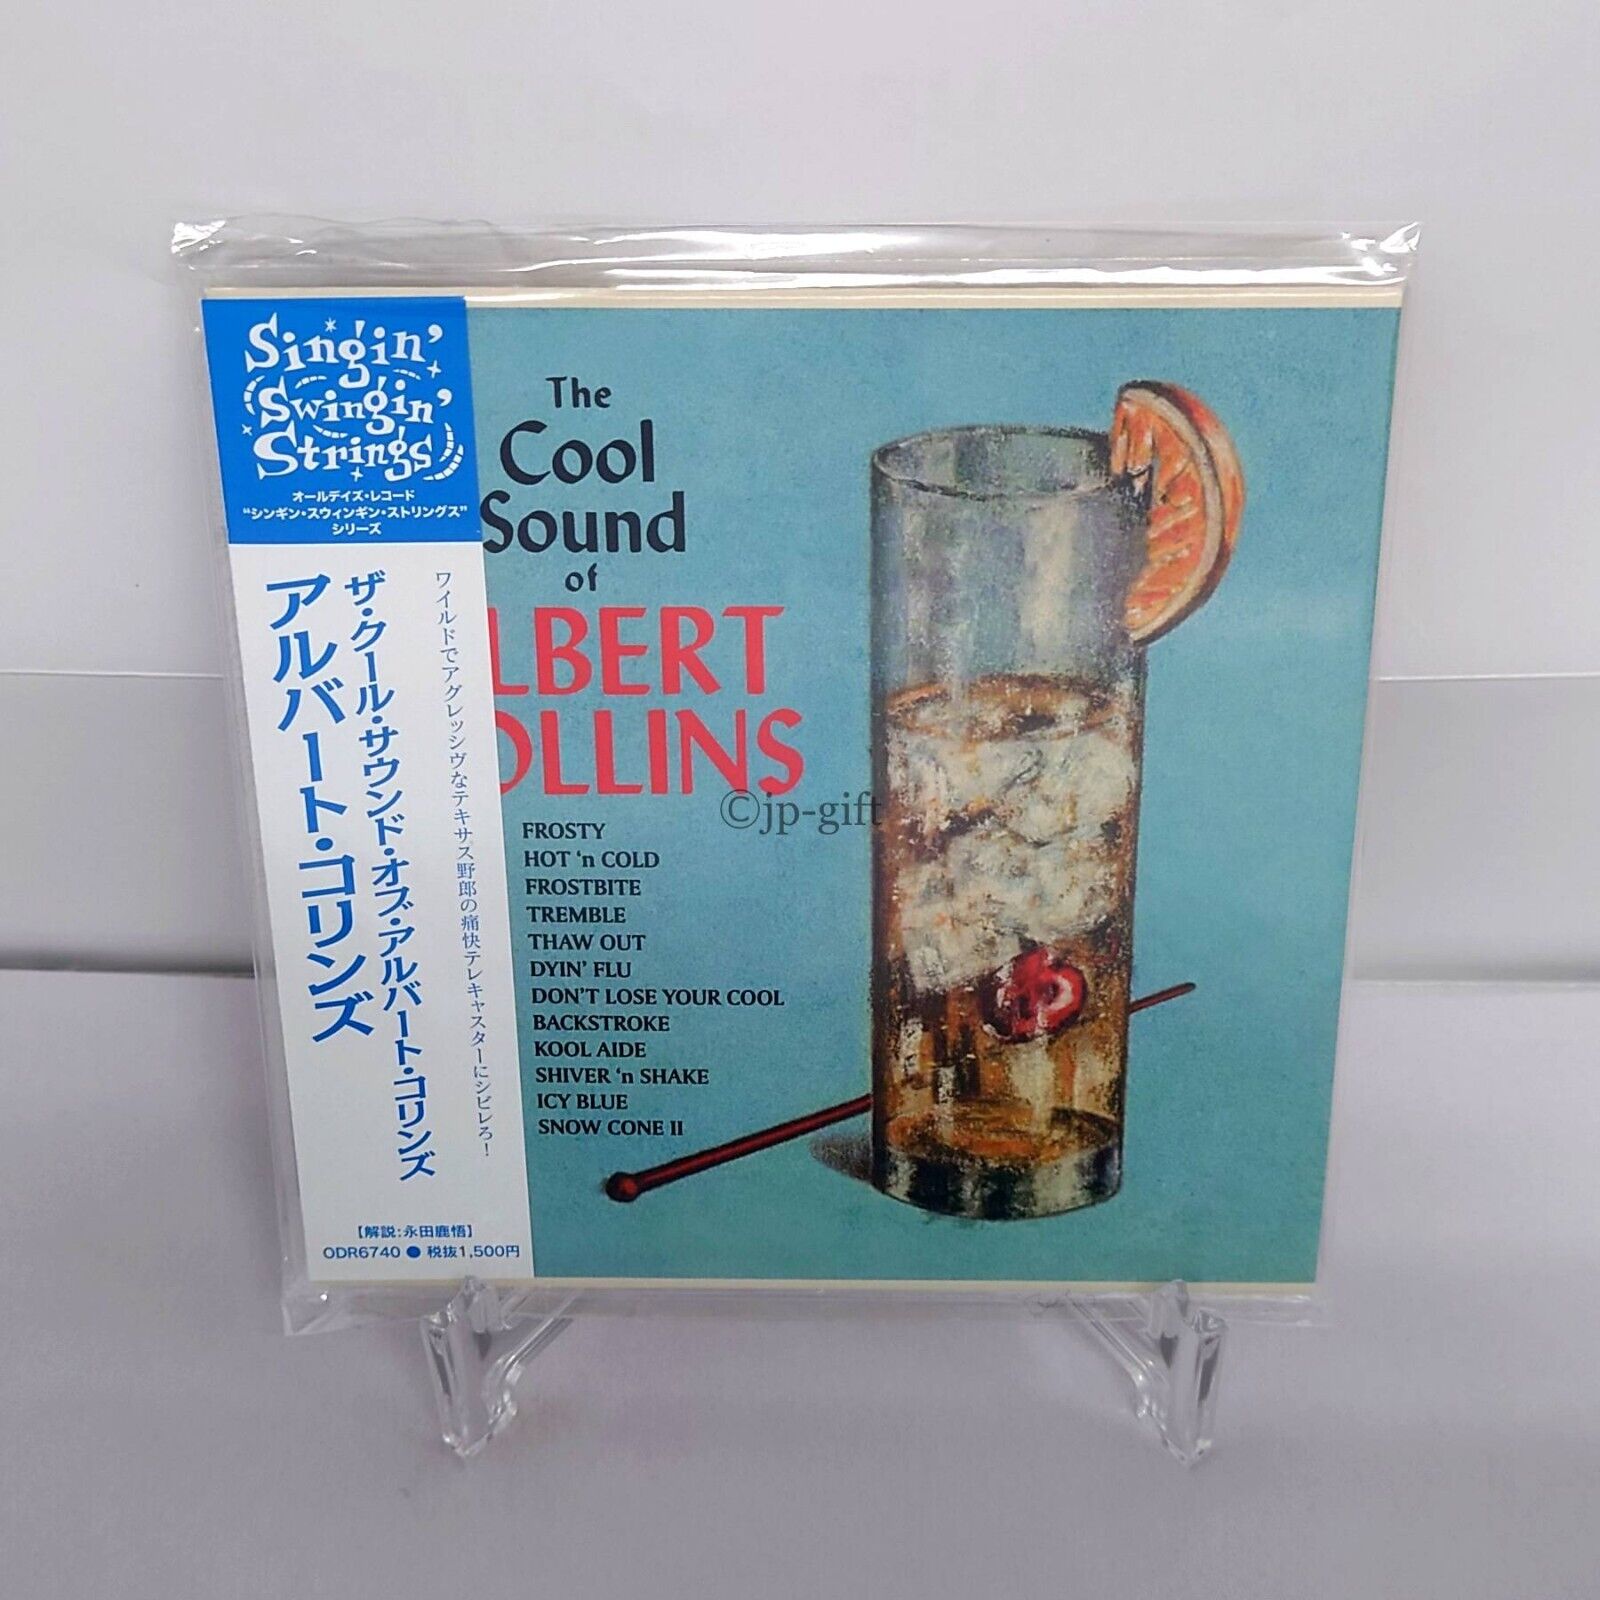 Singin'
Swingin'
Strings
オールデイズ・レコード
“シンギン・スウィンギン・ストリングス”
シリーズ
ワイルドでアグレッシヴなテキサス野郎の痛快テレキャスターにシビレろ！
ザ・クール・サウンド・オブ・アルバート・コリンズ
アルバート・コリンズ
【解説:永田鹿悟】
ODR6740 ● 税抜1,500円
The
Cool
Sound
of
LBERT
OLLINS
©jp-gift
FROSTY
HOT ‘n COLD
FROSTBITE
TREMBLE
THAW OUT
DYIN’ FLU
DON’T LOSE YOUR COOL
BACKSTROKE
KOOL AIDE
SHIVER ‘n SHAKE
ICY BLUE
SNOW CONE II